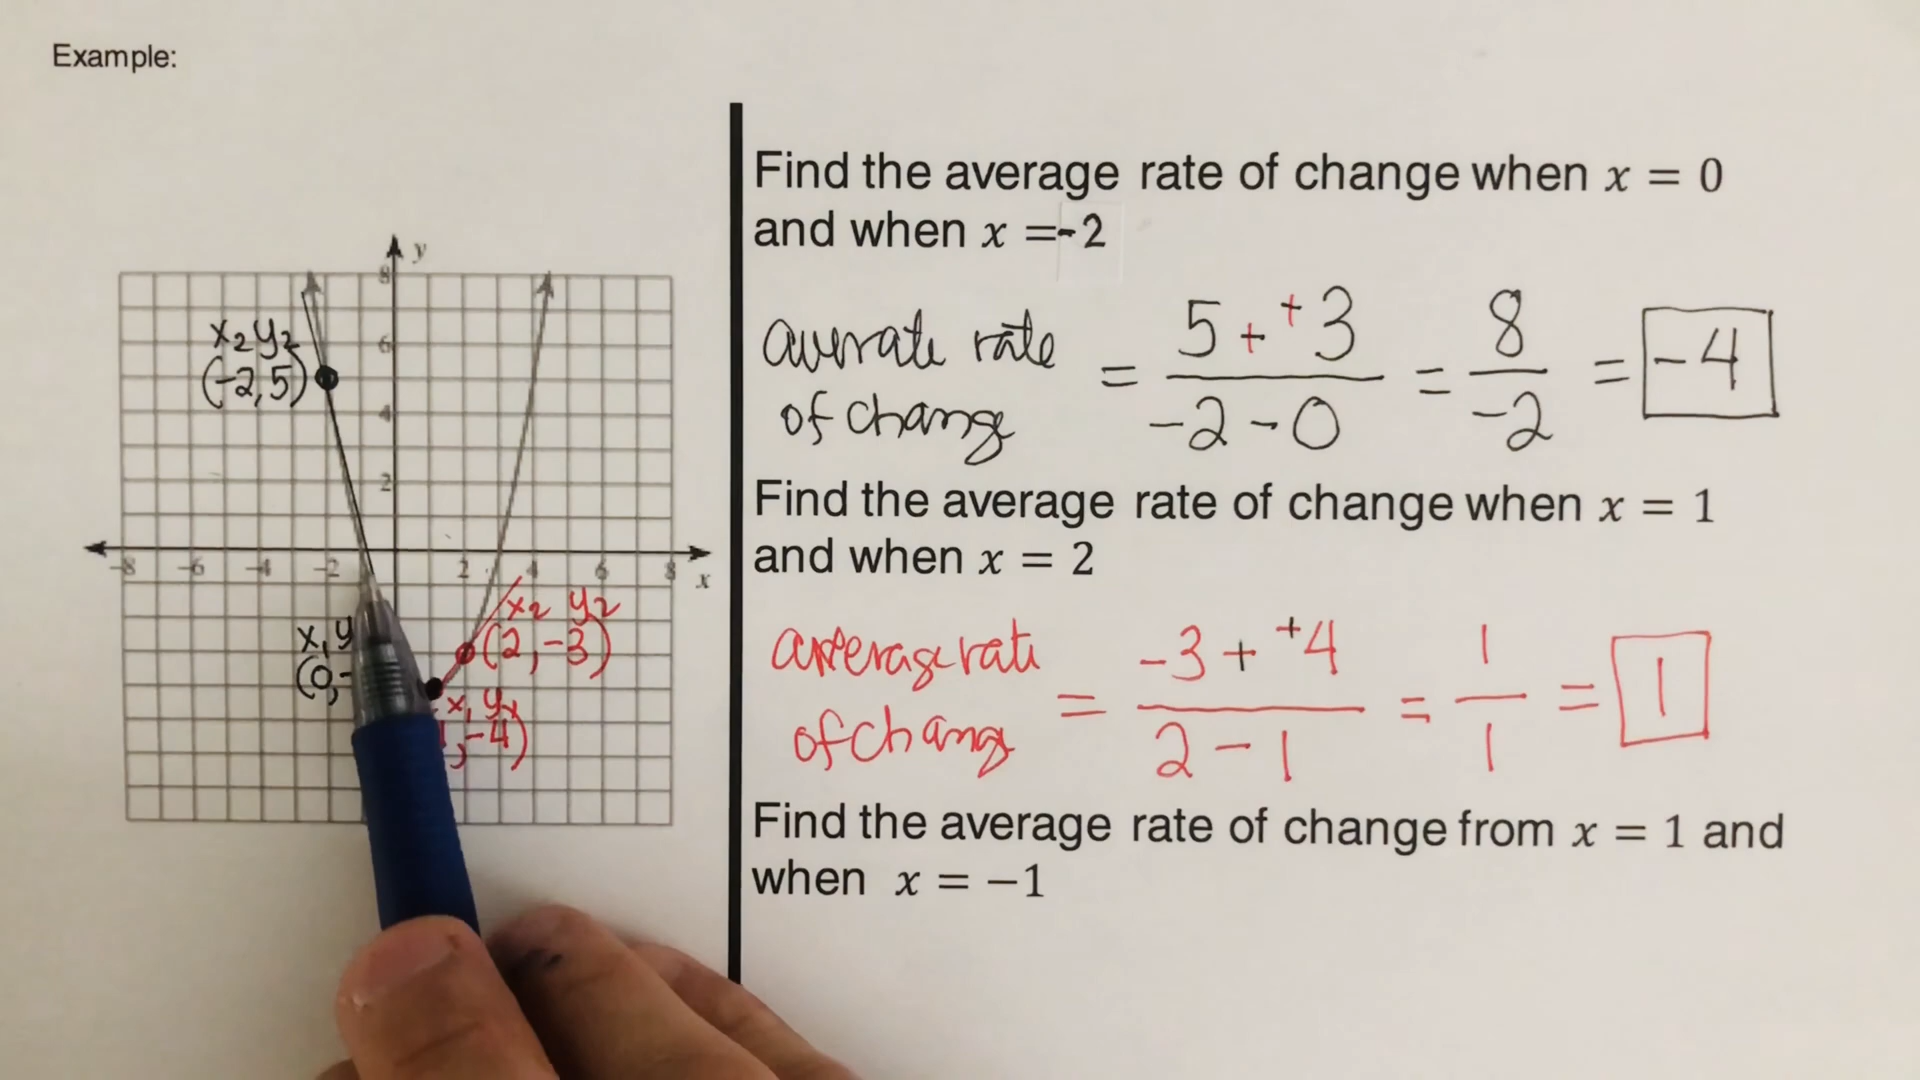 Example:
y
8
x₂ y₂
6
(-2,5)
4
2
-8 -6 -4 -2 2 4 6 8
x
x₂ y₂
x, y
(2,-3)
(0,-
x, y₁
,-4)
Find the average rate of change when x = 0
and when x =-2
averate rate
of change
= 5 + +3 / -2 - 0 = 8 / -2 = -4
Find the average rate of change when x = 1
and when x = 2
average rate
of change
= -3 + +4 / 2 - 1 = 1 / 1 = 1
Find the average rate of change from x = 1 and
when x = −1